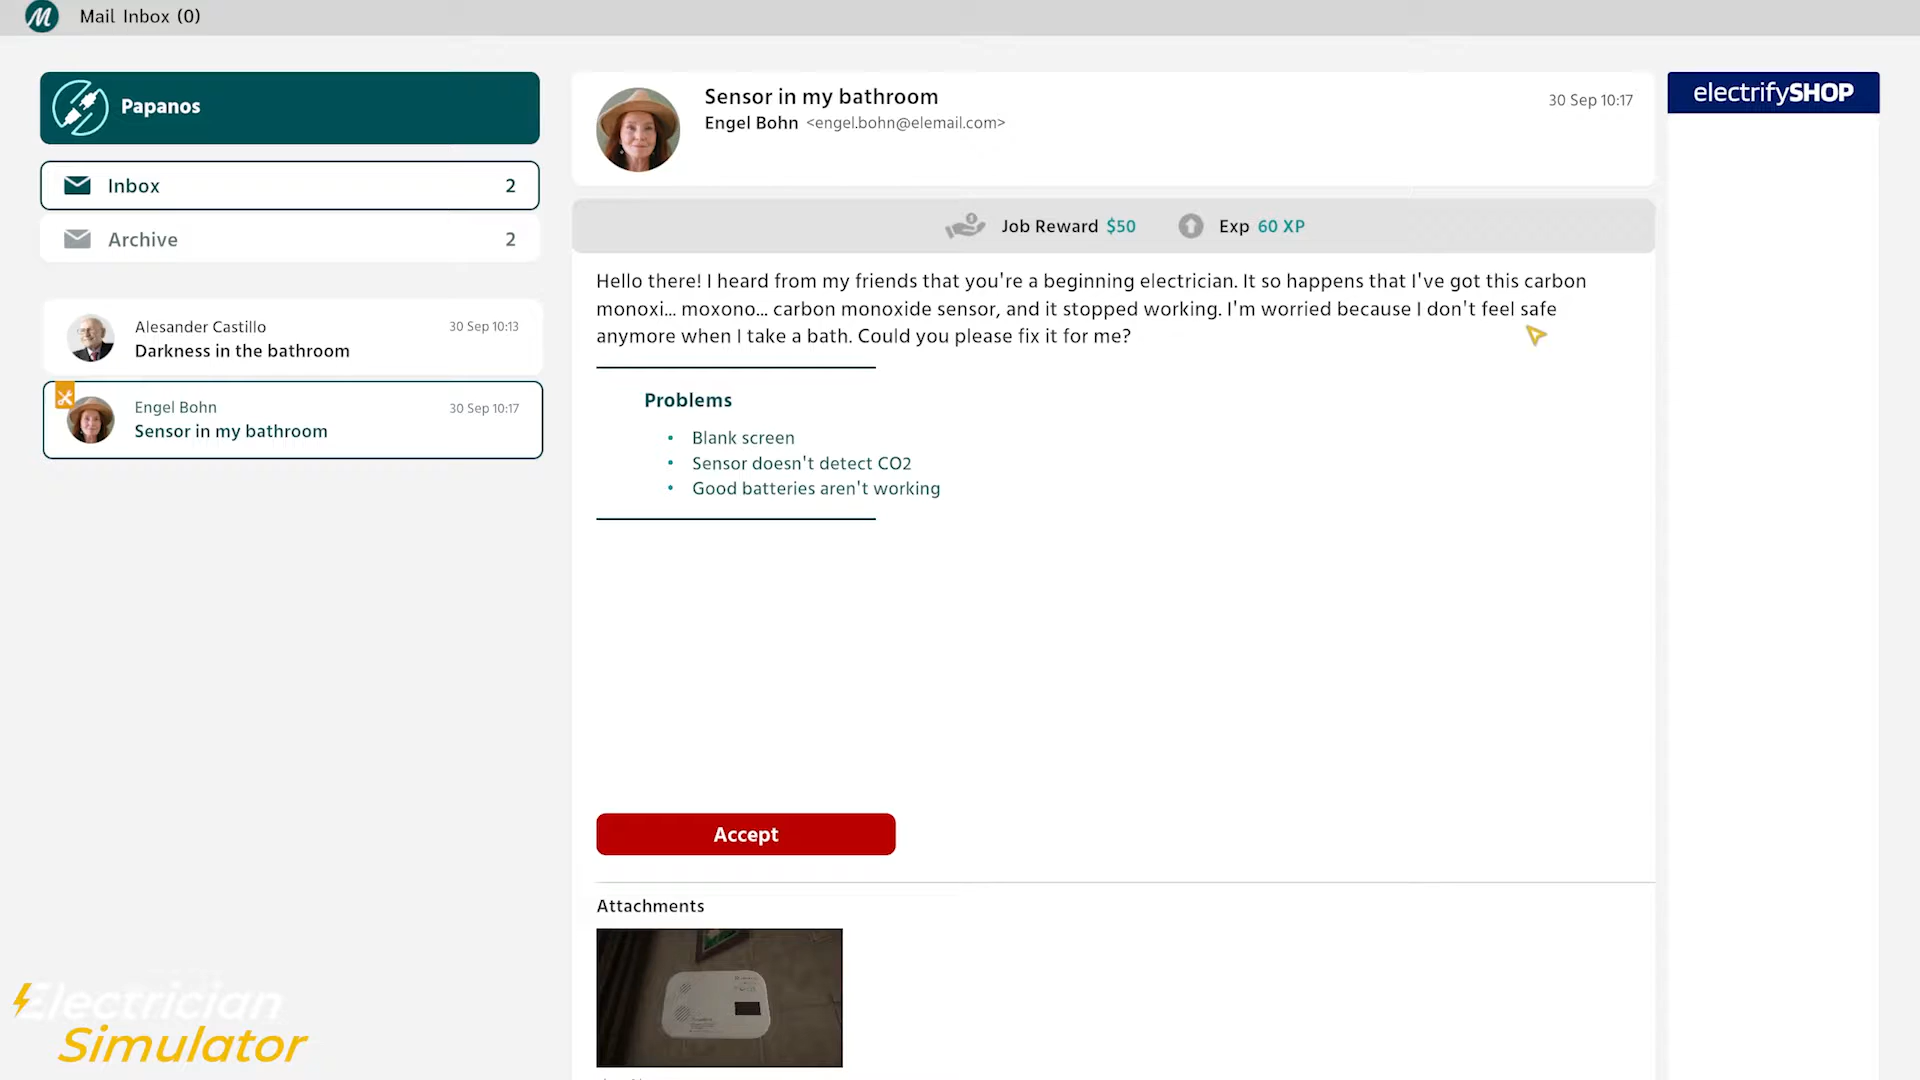 Mail Inbox (0)
Papanos
Inbox 2
Archive 2
Alesander Castillo 30 Sep 10:13
Darkness in the bathroom
Engel Bohn 30 Sep 10:17
Sensor in my bathroom
Sensor in my bathroom 30 Sep 10:17
Engel Bohn <engel.bohn@elemail.com>
Job Reward $50 Exp 60 XP
Hello there! I heard from my friends that you're a beginning electrician. It so happens that I've got this carbon
monoxi... moxono... carbon monoxide sensor, and it stopped working. I'm worried because I don't feel safe
anymore when I take a bath. Could you please fix it for me?
Problems
• Blank screen
• Sensor doesn't detect CO2
• Good batteries aren't working
Accept
Attachments
electrifySHOP
Electrician
Simulator